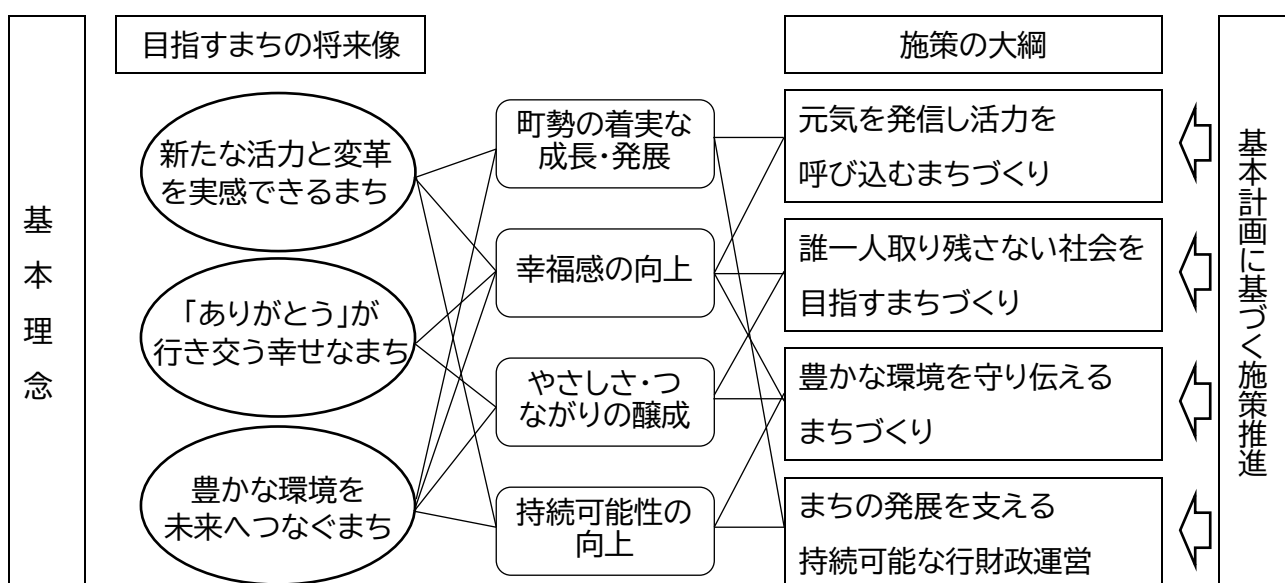 基本理念
目指すまちの将来像
新たな活力と変革
を実感できるまち
「ありがとう」が
行き交う幸せなまち
豊かな環境を
未来へつなぐまち
町勢の着実な
成長・発展
幸福感の向上
やさしさ・つ
ながりの醸成
持続可能性の
向上
施策の大綱
元気を発信し活力を
呼び込むまちづくり
誰一人取り残さない社会を
目指すまちづくり
豊かな環境を守り伝える
まちづくり
まちの発展を支える
持続可能な行財政運営
基本計画に基づく施策推進